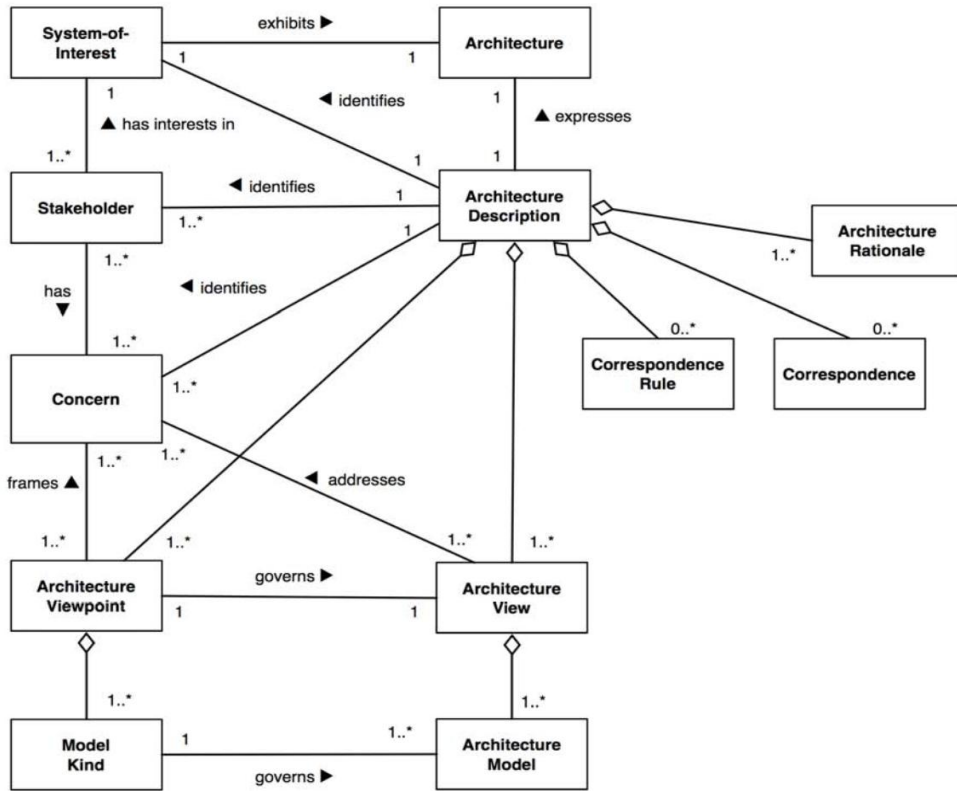 System-of-
Interest
exhibits ►
Architecture
1
1
◄ identifies
1
1
▲ has interests in
▲ expresses
1..*
1
1
Stakeholder
◄ identifies
1
1..*
Architecture
Description
1
Architecture
Rationale
1..*
1..*
has
▼
◄ identifies
1..*
1..*
0..*
0..*
Concern
Correspondence
Rule
Correspondence
1..*
1..*
frames ▲
◄ addresses
1..*
1..*
1..*
1..*
Architecture
Viewpoint
governs ►
1
1
Architecture
View
1..*
1..*
Model
Kind
1
1..*
governs ►
Architecture
Model